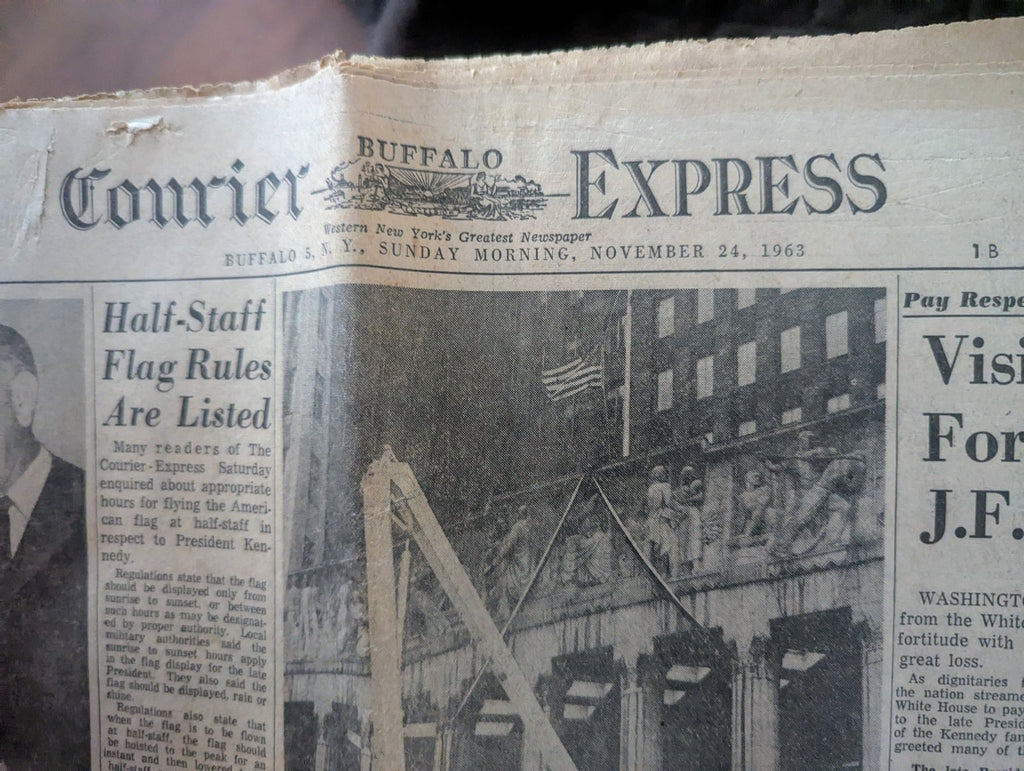 BUFFALO
Courier EXPRESS
Western New York's Greatest Newspaper
BUFFALO 5, N. Y., SUNDAY MORNING, NOVEMBER 24, 1963
1B
Half-Staff
Flag Rules
Are Listed
Many readers of The
Courier-Express Saturday
enquired about appropriate
hours for flying the Ameri-
can flag at half-staff in
respect to President Ken-
nedy.
Regulations state that the flag
should be displayed only from
sunrise to sunset, or between
such hours as may be designat-
ed by proper authority. Local
military authorities said the
sunrise to sunset hours apply
in the flag display for the late
President. They also said the
flag should be displayed, rain or
shine.
Regulations also state that
when the flag is to be flown
at half-staff, the flag should
be hoisted to the peak for an
instant and then lowered
half-staff
Pay Respe
Visi
For
J.F.
WASHINGT
from the White
fortitude with
great loss.
As dignitaries
the nation streame
White House to pay
to the late Presid
of the Kennedy fam
greeted many of t
The late Presi